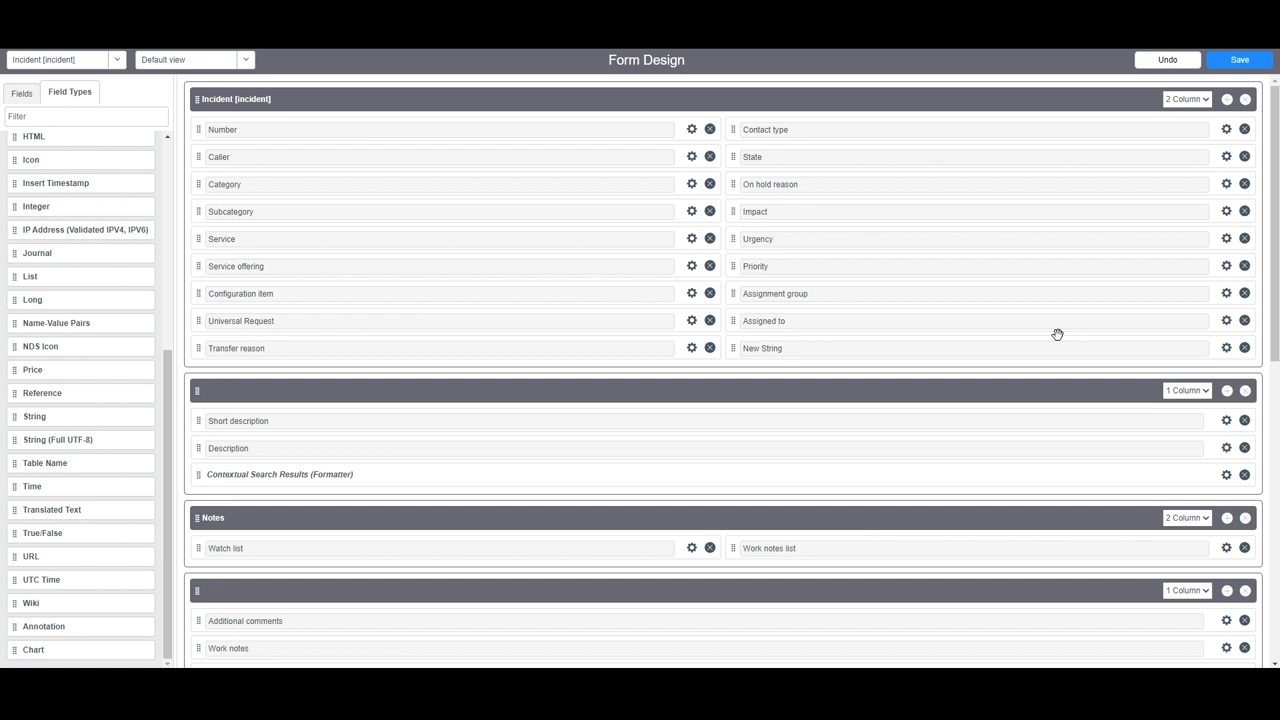 Incident [incident]
Default view
Form Design
Undo
Save
Fields
Field Types
Filter
HTML
Icon
Insert Timestamp
Integer
IP Address (Validated IPV4, IPV6)
Journal
List
Long
Name-Value Pairs
NDS Icon
Price
Reference
String
String (Full UTF-8)
Table Name
Time
Translated Text
True/False
URL
UTC Time
Wiki
Annotation
Chart
Incident [incident]
2 Column
Number
Contact type
Caller
State
Category
On hold reason
Subcategory
Impact
Service
Urgency
Service offering
Priority
Configuration item
Assignment group
Universal Request
Assigned to
Transfer reason
New String
1 Column
Short description
Description
Contextual Search Results (Formatter)
Notes
2 Column
Watch list
Work notes list
1 Column
Additional comments
Work notes